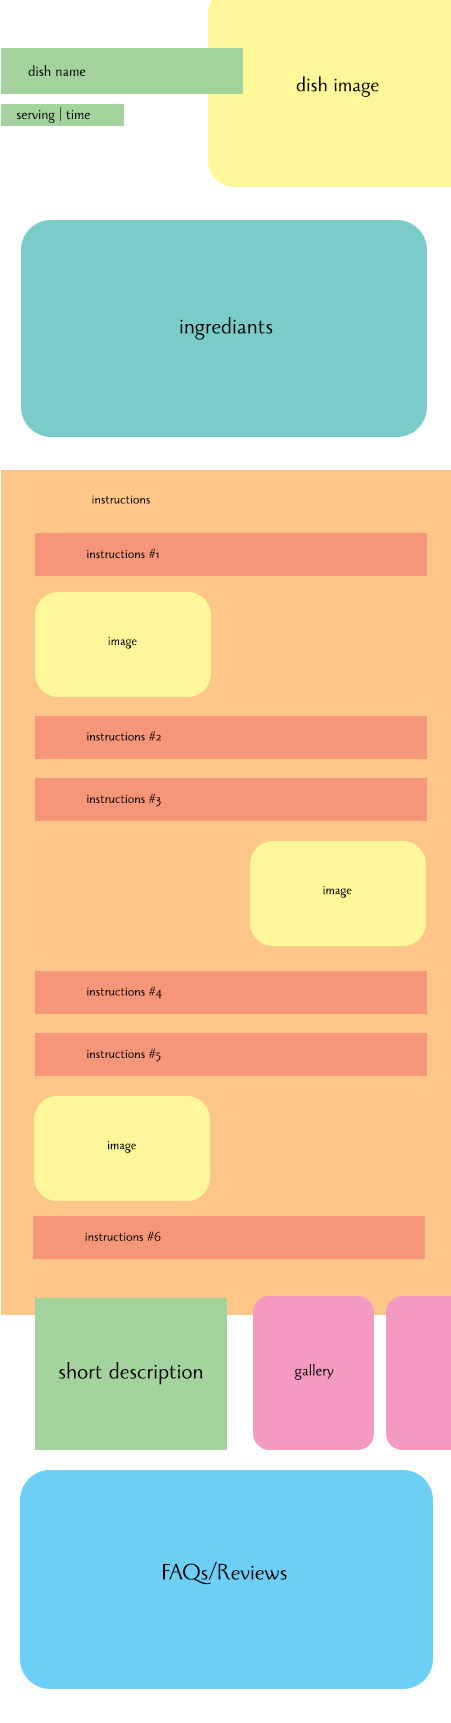 dish name
dish image
serving | time
ingrediants
instructions
instructions #1
image
instructions #2
instructions #3
image
instructions #4
instructions #5
image
instructions #6
short description
gallery
FAQs/Reviews